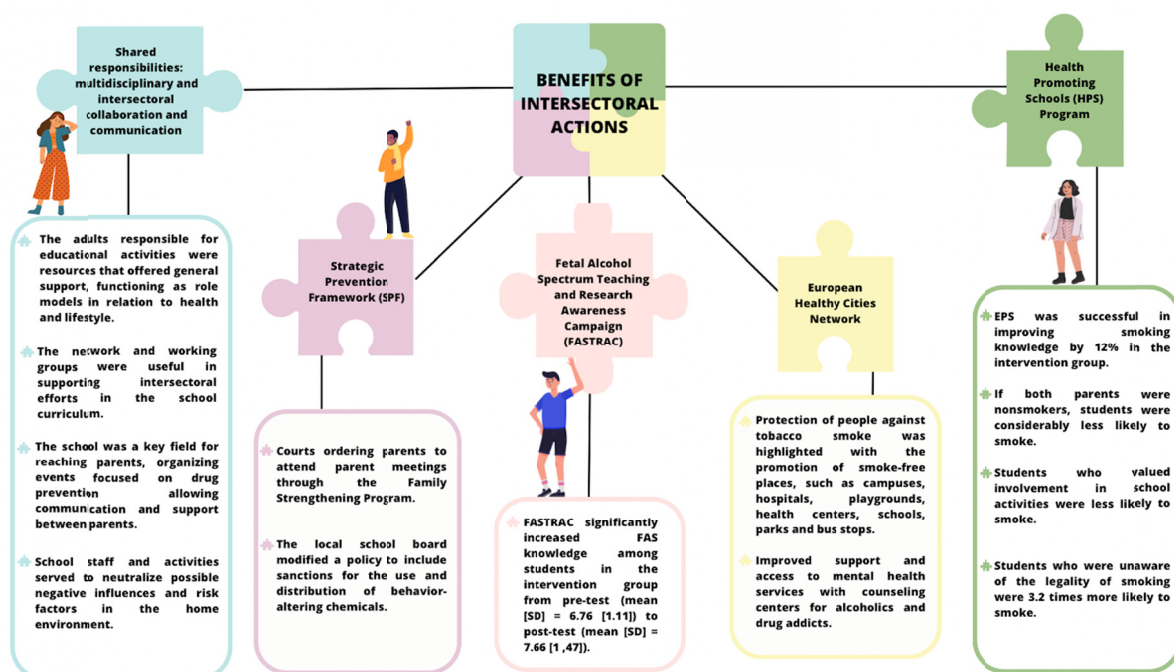 BENEFITS OF
INTERSECTORAL
ACTIONS
Shared
responsibilities:
multidisciplinary and
intersectoral
collaboration and
communication
The adults responsible for
educational activities were
resources that offered general
support, functioning as role
models in relation to health
and lifestyle.
The network and working
groups were useful in
supporting intersectoral
efforts in the school
curriculum.
The school was a key field for
reaching parents, organizing
events focused on drug
prevention allowing
communication and support
between parents.
School staff and activities
served to neutralize possible
negative influences and risk
factors in the home
environment.
Strategic
Prevention
Framework (SPF)
Courts ordering parents to
attend parent meetings
through the Family
Strengthening Program.
The local school board
modified a policy to include
sanctions for the use and
distribution of behavior-
altering chemicals.
Fetal Alcohol
Spectrum Teaching
and Research
Awareness
Campaign
(FASTRAC)
FASTRAC significantly
increased FAS
knowledge among
students in the
intervention group
from pre-test (mean
[SD] = 6.76 [1.11]) to
post-test (mean [SD] =
7.66 [1 ,47]).
European
Healthy Cities
Network
Protection of people against
tobacco smoke was
highlighted with the
promotion of smoke-free
places, such as campuses,
hospitals, playgrounds,
health centers, schools,
parks and bus stops.
Improved support and
access to mental health
services with counseling
centers for alcoholics and
drug addicts.
Health
Promoting
Schools (HPS)
Program
EPS was successful in
improving smoking
knowledge by 12% in the
intervention group.
If both parents were
nonsmokers, students were
considerably less likely to
smoke.
Students who valued
involvement in school
activities were less likely to
smoke.
Students who were unaware
of the legality of smoking
were 3.2 times more likely to
smoke.